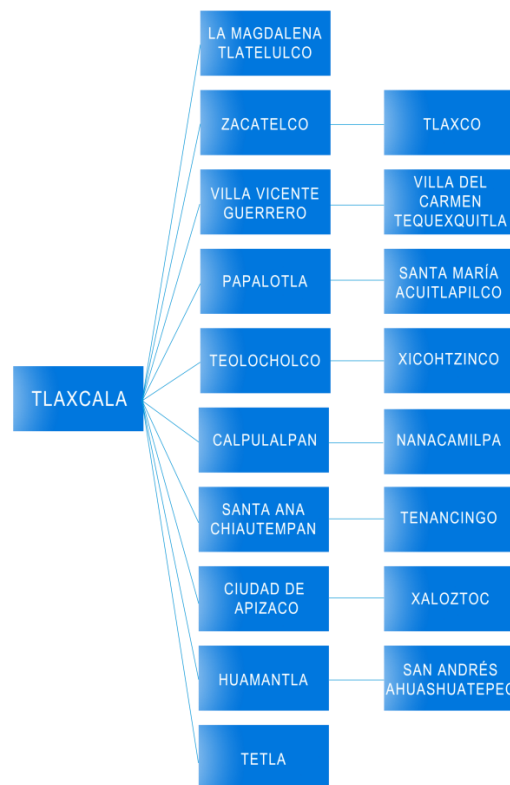 LA MAGDALENA
TLATELULCO
ZACATELCO
TLAXCO
VILLA VICENTE
GUERRERO
VILLA DEL
CARMEN
TEQUEXQUITLA
PAPALOTLA
SANTA MARÍA
ACUITLAPILCO
TEOLOCHOLCO
XICOHTZINCO
TLAXCALA
CALPULALPAN
NANACAMILPA
SANTA ANA
CHIAUTEMPAN
TENANCINGO
CIUDAD DE
APIZACO
XALOZTOC
HUAMANTLA
SAN ANDRÉS
AHUASHUATEPEC
TETLA